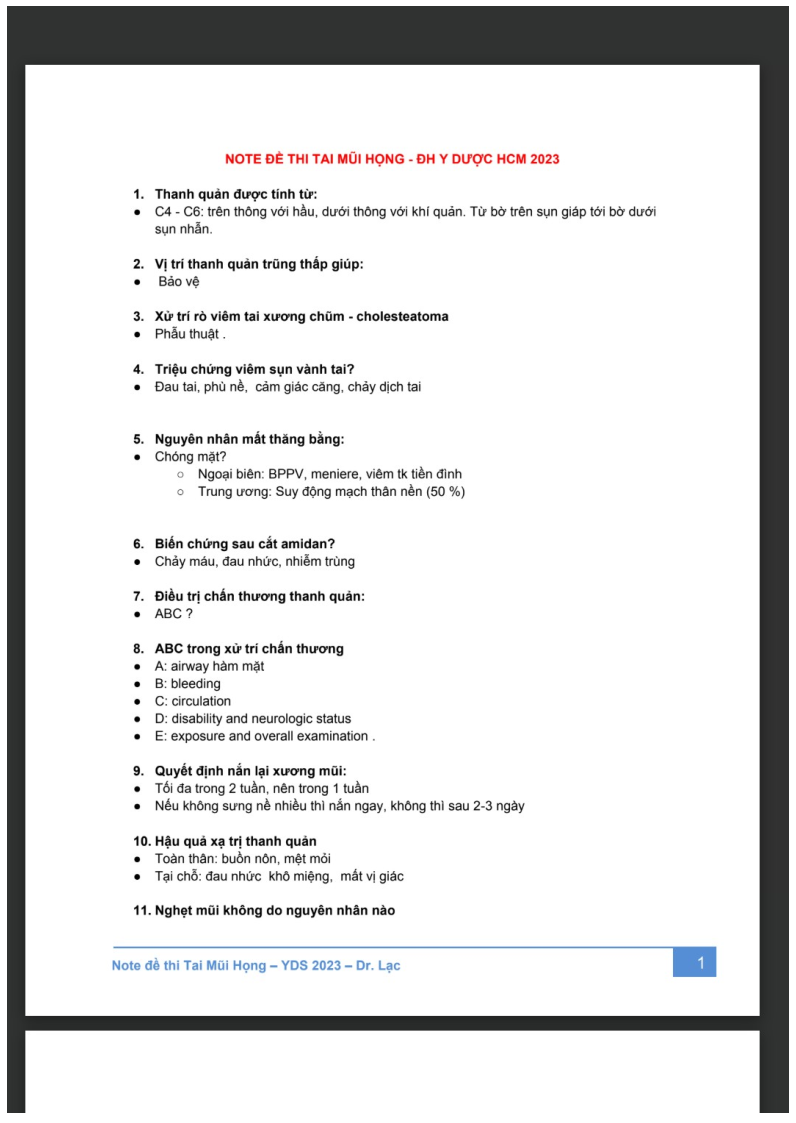 NOTE ĐỀ THI TAI MŨI HỌNG - ĐH Y DƯỢC HCM 2023
1. Thanh quản được tính từ:
● C4 - C6: trên thông với hầu, dưới thông với khí quản. Từ bờ trên sụn giáp tới bờ dưới
sụn nhẫn.
2. Vị trí thanh quản trũng thấp giúp:
● Bảo vệ
3. Xử trí rò viêm tai xương chũm - cholesteatoma
● Phẫu thuật .
4. Triệu chứng viêm sụn vành tai?
● Đau tai, phù nề, cảm giác căng, chảy dịch tai
5. Nguyên nhân mất thăng bằng:
● Chóng mặt?
○ Ngoại biên: BPPV, meniere, viêm tk tiền đình
○ Trung ương: Suy động mạch thân nền (50 %)
6. Biến chứng sau cắt amidan?
● Chảy máu, đau nhức, nhiễm trùng
7. Điều trị chấn thương thanh quản:
● ABC ?
8. ABC trong xử trí chấn thương
● A: airway hàm mặt
● B: bleeding
● C: circulation
● D: disability and neurologic status
● E: exposure and overall examination .
9. Quyết định nắn lại xương mũi:
● Tối đa trong 2 tuần, nên trong 1 tuần
● Nếu không sưng nề nhiều thì nắn ngay, không thì sau 2-3 ngày
10. Hậu quả xạ trị thanh quản
● Toàn thân: buồn nôn, mệt mỏi
● Tại chỗ: đau nhức khô miệng, mất vị giác
11. Nghẹt mũi không do nguyên nhân nào
Note đề thi Tai Mũi Họng – YDS 2023 – Dr. Lạc
1